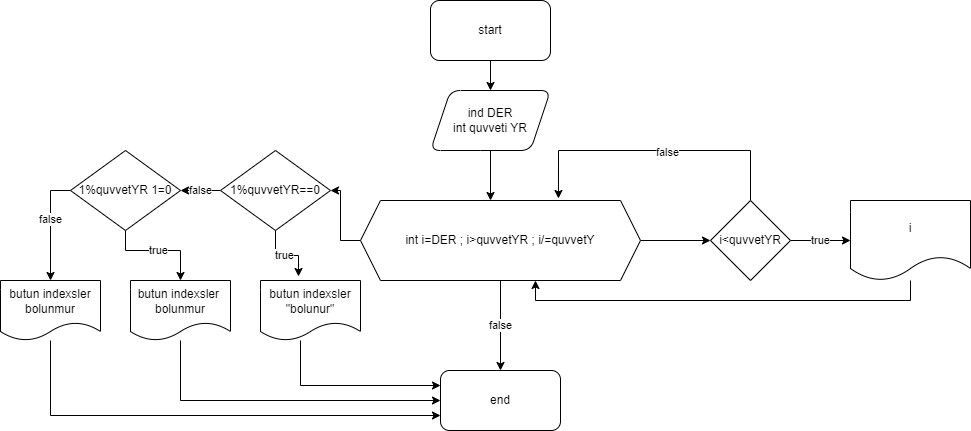 start
ind DER
int quvveti YR
false
1%quvvetYR 1=0
false
1%quvvetYR==0
int i=DER ; i>quvvetYR ; i/=quvvetY
i<quvvetYR
true
i
false
true
true
butun indexsler
bolunmur
butun indexsler
bolunmur
butun indexsler
"bolunur"
false
end